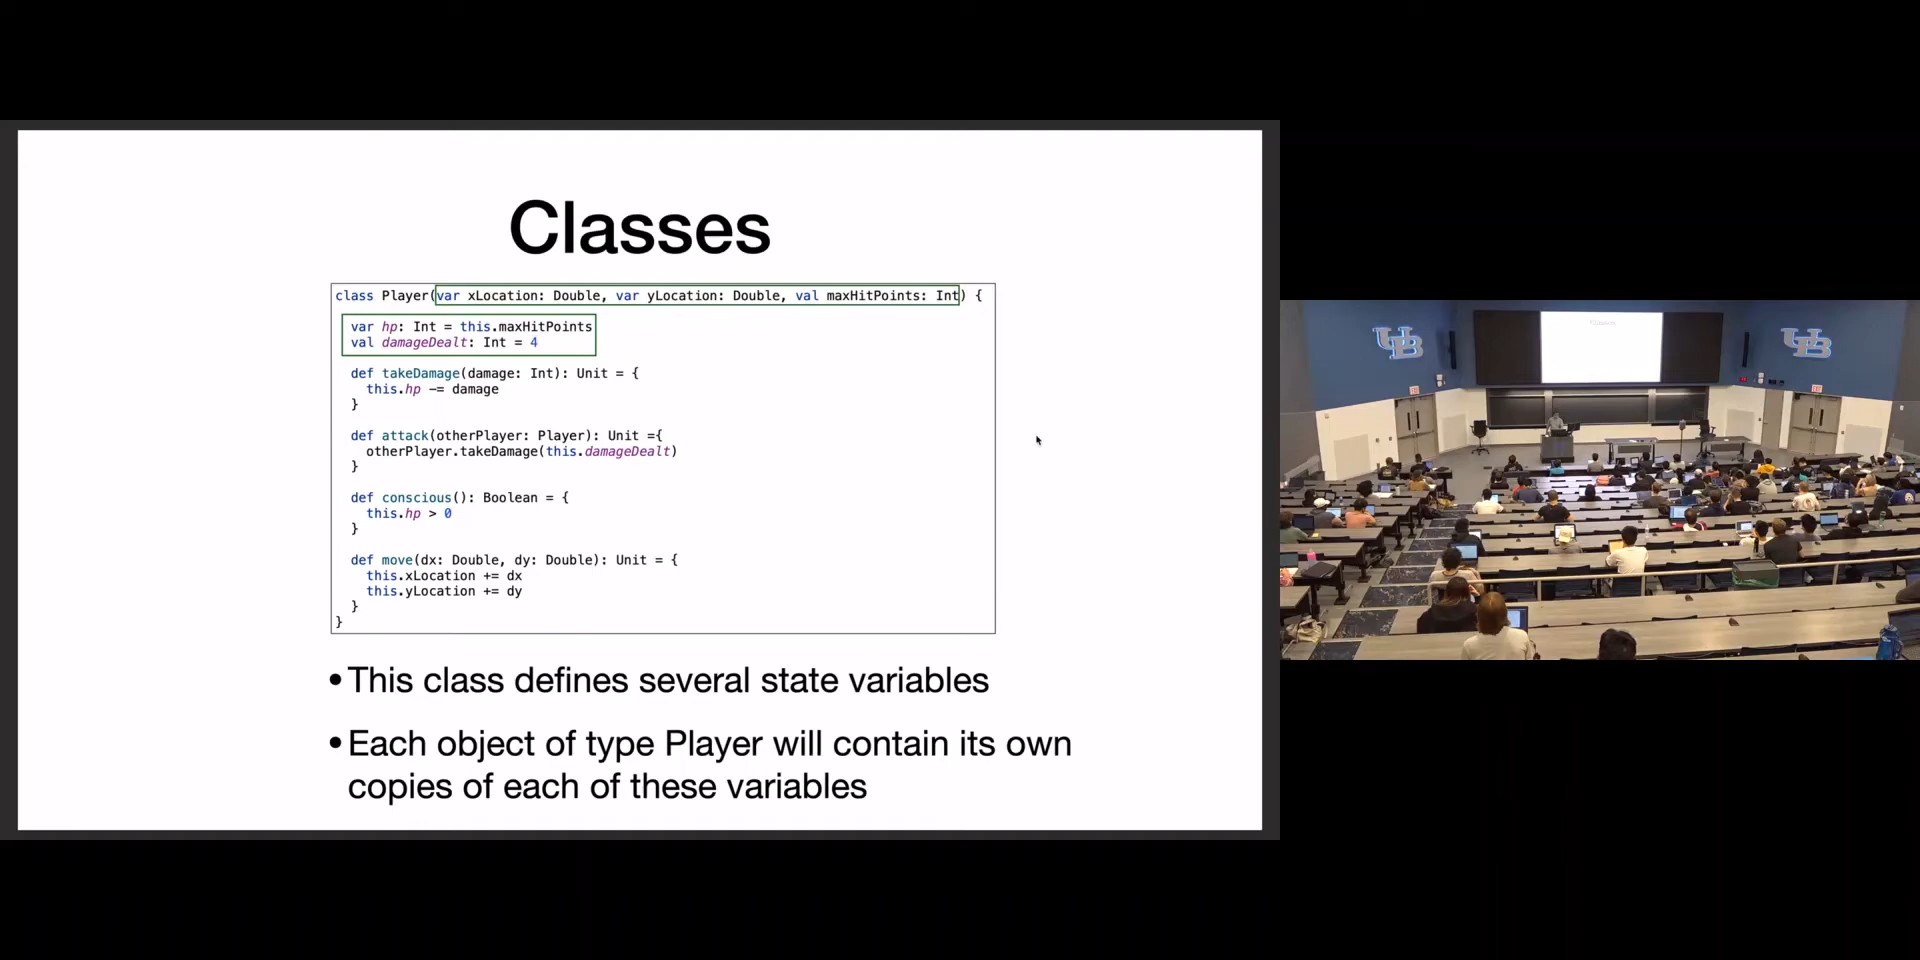 Classes
class Player(var xLocation: Double, var yLocation: Double, val maxHitPoints: Int) {
var hp: Int = this.maxHitPoints
val damageDealt: Int = 4
def takeDamage(damage: Int): Unit = {
this.hp -= damage
}
def attack(otherPlayer: Player): Unit ={
otherPlayer.takeDamage(this.damageDealt)
}
def conscious(): Boolean = {
this.hp > 0
}
def move(dx: Double, dy: Double): Unit = {
this.xLocation += dx
this.yLocation += dy
}
}
•This class defines several state variables
•Each object of type Player will contain its own
copies of each of these variables
UB
Classes
UB